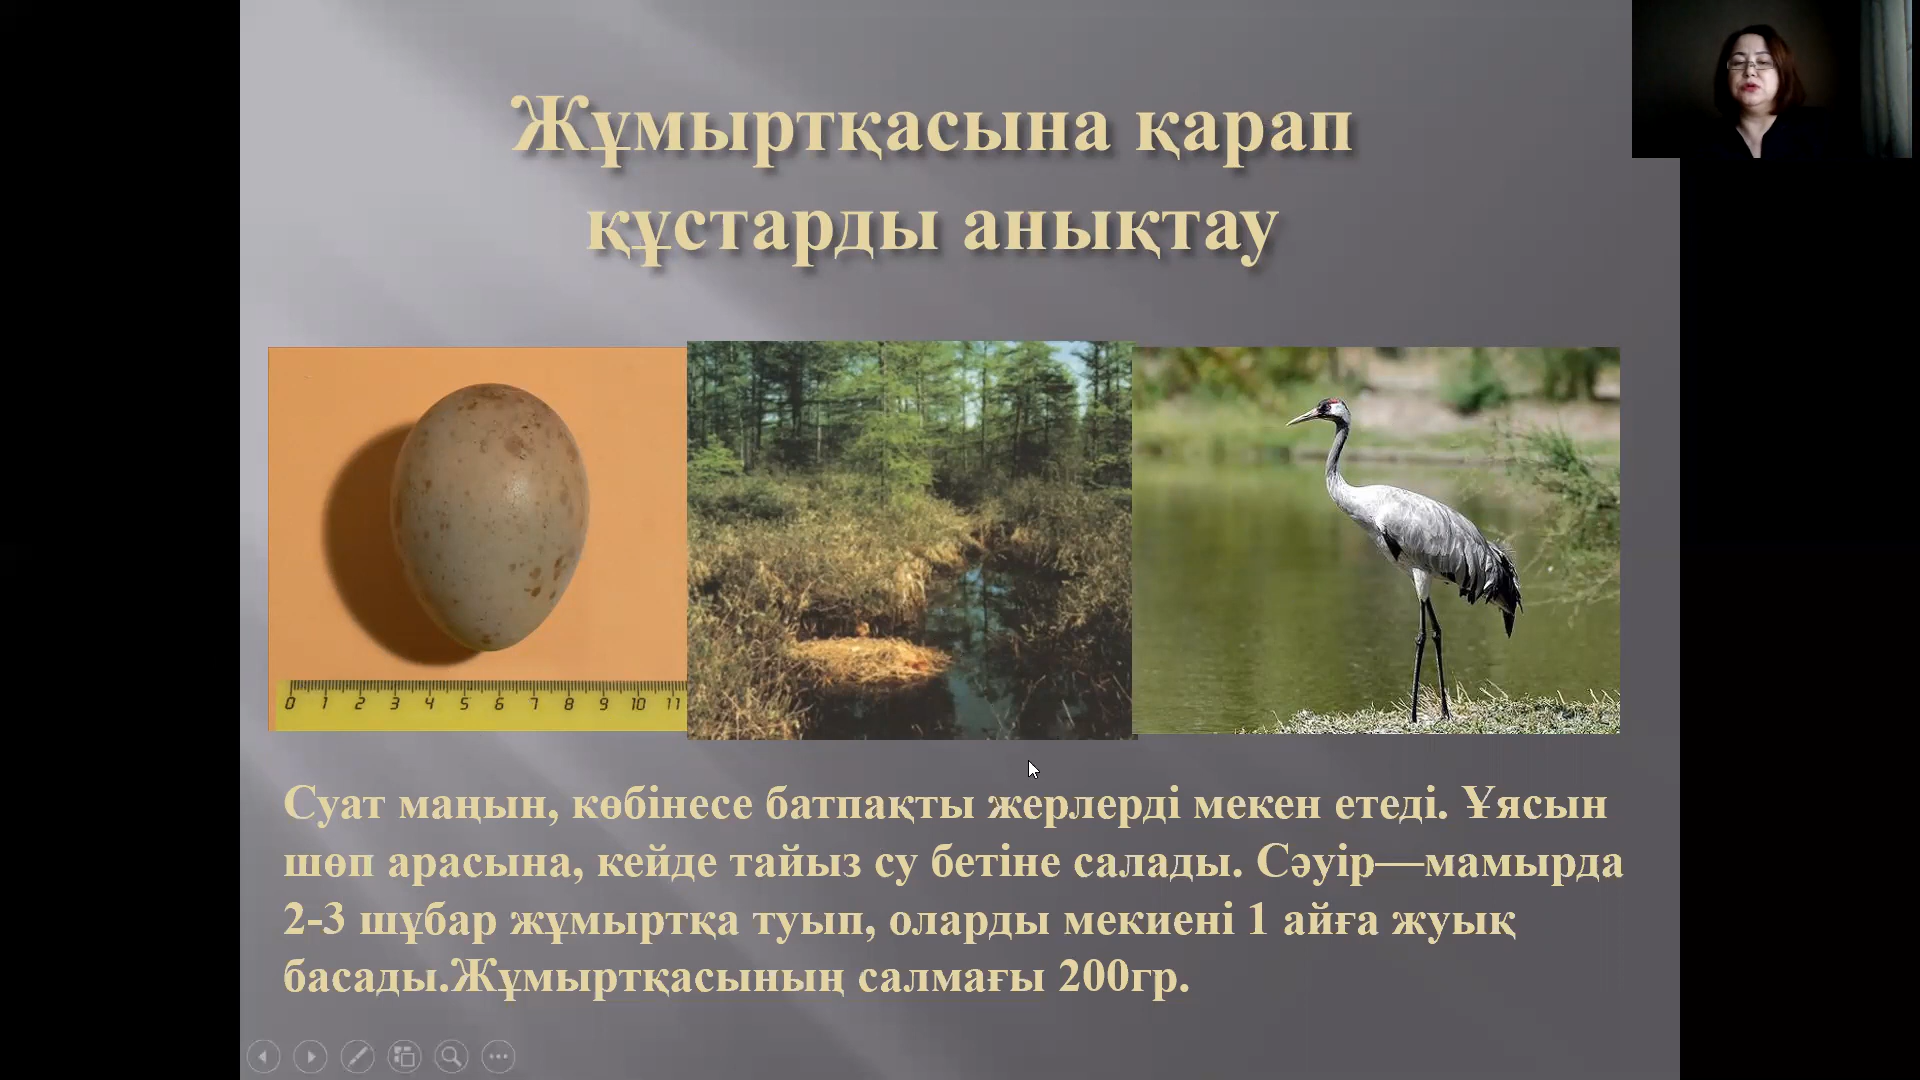 Жұмыртқасына қарап
құстарды анықтау
0 1 2 3 4 5 6 7 8 9 10 11
Суат маңын, көбінесе батпақты жерлерді мекен етеді. Ұясын
шөп арасына, кейде тайыз су бетіне салады. Сәуір—мамырда
2-3 шұбар жұмыртқа туып, оларды мекиені 1 айға жуық
басады.Жұмыртқасының салмағы 200гр.